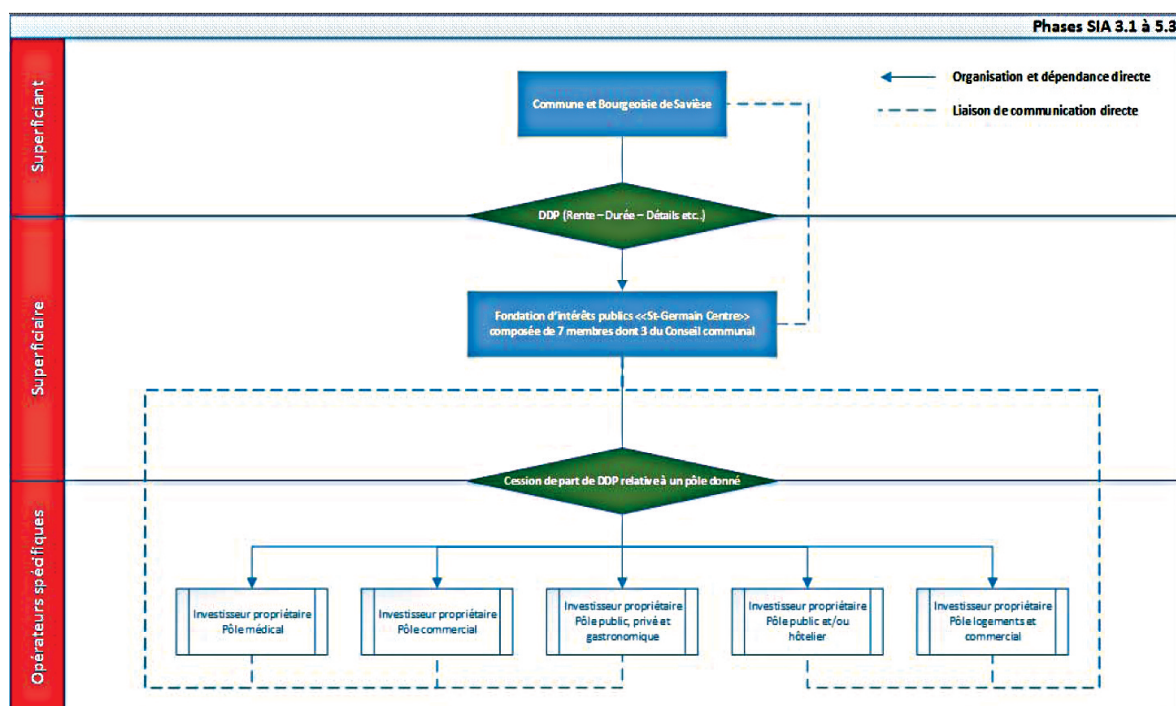 Phases SIA 3.1 à 5.3
Superficiant
Commune et Bourgeoisie de Savièse
Organisation et dépendance directe
Liaison de communication directe
DDP (Rente – Durée – Détails etc..)
Superficiaire
Fondation d'intérêts publics <<St-Germain Centre>>
composée de 7 membres dont 3 du Conseil communal
Cession de part de DDP relative à un pôle donné
Opérateurs spécifiques
Investisseur propriétaire
Pôle médical
Investisseur propriétaire
Pôle commercial
Investisseur propriétaire
Pôle public, privé et
gastronomique
Investisseur propriétaire
Pôle public et/ou
hôtelier
Investisseur propriétaire
Pôle logements et
commercial